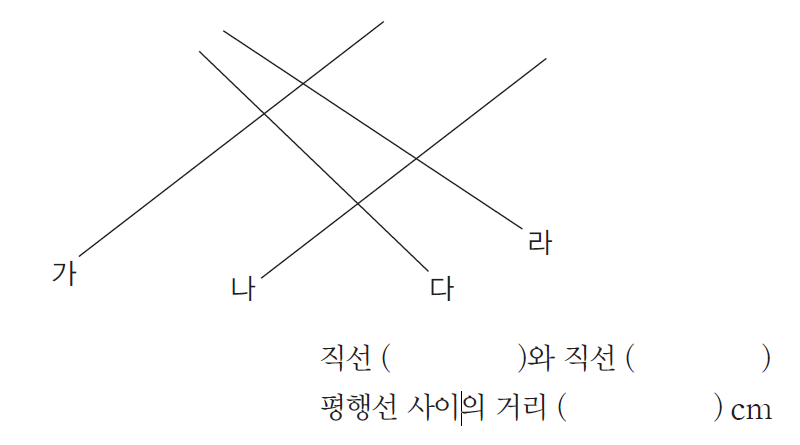 라
가
나
다
직선 ( )와 직선 ( )
평행선 사이의 거리 ( ) cm